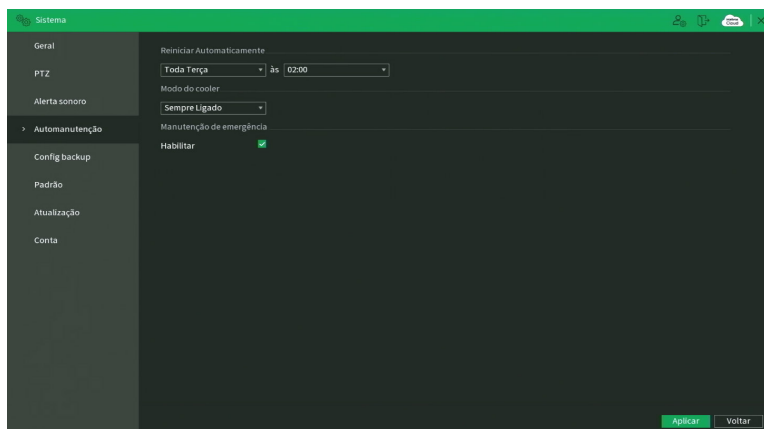 Sistema
Geral
PTZ
Alerta sonoro
> Automanutenção
Config backup
Padrão
Atualização
Conta
Reiniciar Automaticamente
Toda Terça às 02:00
Modo do cooler
Sempre Ligado
Manutenção de emergência
Habilitar
Aplicar Voltar